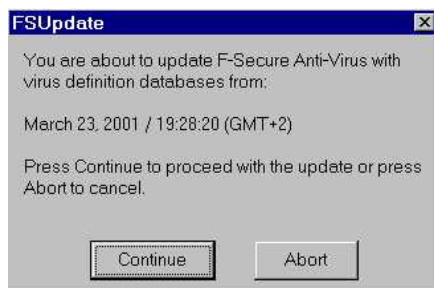 FSUpdate
You are about to update F-Secure Anti-Virus with
virus definition databases from:
March 23, 2001 / 19:28:20 (GMT+2)
Press Continue to proceed with the update or press
Abort to cancel.
Continue
Abort